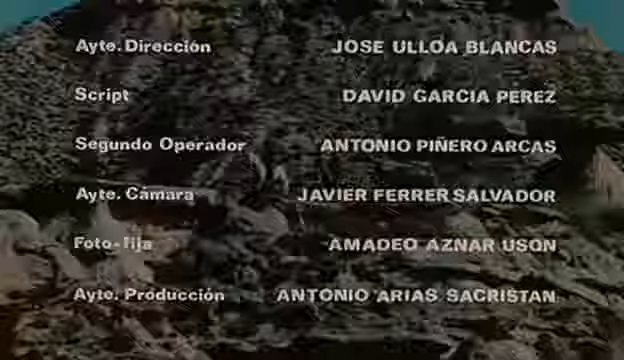 Ayte. Dirección JOSE ULLOA BLANCAS
Script DAVID GARCIA PEREZ
Segundo Operador ANTONIO PIÑERO ARCAS
Ayte. Cámara JAVIER FERRER SALVADOR
Foto-fija AMADEO AZNAR USON
Ayte. Producción ANTONIO ARIAS SACRISTAN